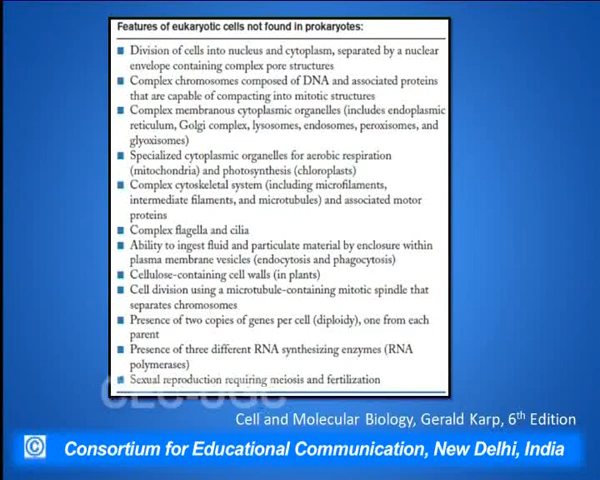 Features of eukaryotic cells not found in prokaryotes:
■ Division of cells into nucleus and cytoplasm, separated by a nuclear
envelope containing complex pore structures
■ Complex chromosomes composed of DNA and associated proteins
that are capable of compacting into mitotic structures
■ Complex membranous cytoplasmic organelles (includes endoplasmic
reticulum, Golgi complex, lysosomes, endosomes, peroxisomes, and
glyoxisomes)
■ Specialized cytoplasmic organelles for aerobic respiration
(mitochondria) and photosynthesis (chloroplasts)
■ Complex cytoskeletal system (including microfilaments,
intermediate filaments, and microtubules) and associated motor
proteins
■ Complex flagella and cilia
■ Ability to ingest fluid and particulate material by enclosure within
plasma membrane vesicles (endocytosis and phagocytosis)
■ Cellulose-containing cell walls (in plants)
■ Cell division using a microtubule-containing mitotic spindle that
separates chromosomes
■ Presence of two copies of genes per cell (diploidy), one from each
parent
■ Presence of three different RNA synthesizing enzymes (RNA
polymerases)
■ Sexual reproduction requiring meiosis and fertilization
CEC-UGC
Cell and Molecular Biology, Gerald Karp, 6th Edition
© Consortium for Educational Communication, New Delhi, India